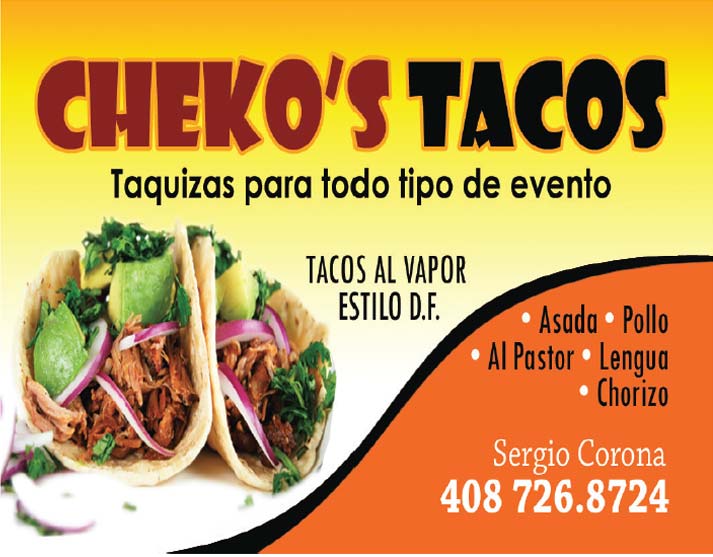 CHEKO'S TACOS
Taquizas para todo tipo de evento
TACOS AL VAPOR
ESTILO D.F.
• Asada • Pollo
• Al Pastor • Lengua
• Chorizo
Sergio Corona
408 726.8724